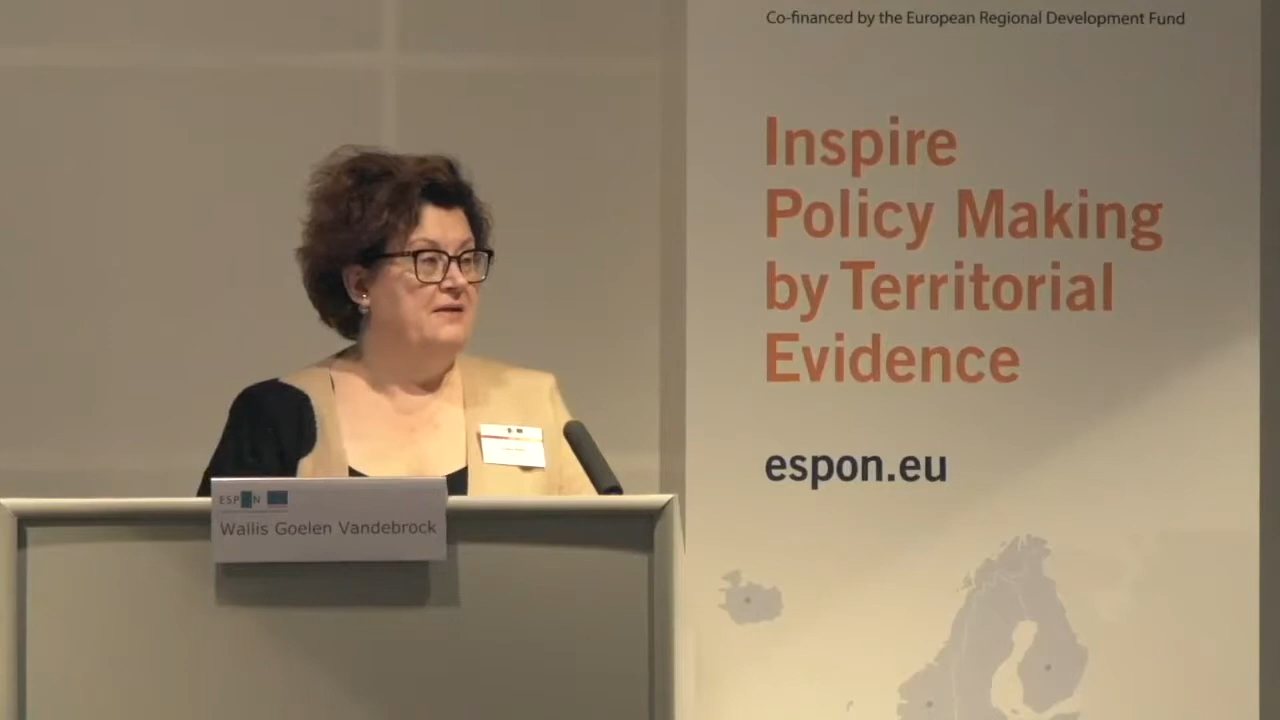 Co-financed by the European Regional Development Fund
Inspire
Policy Making
by Territorial
Evidence
espon.eu
ESPON
Wallis Goelen Vandebrock